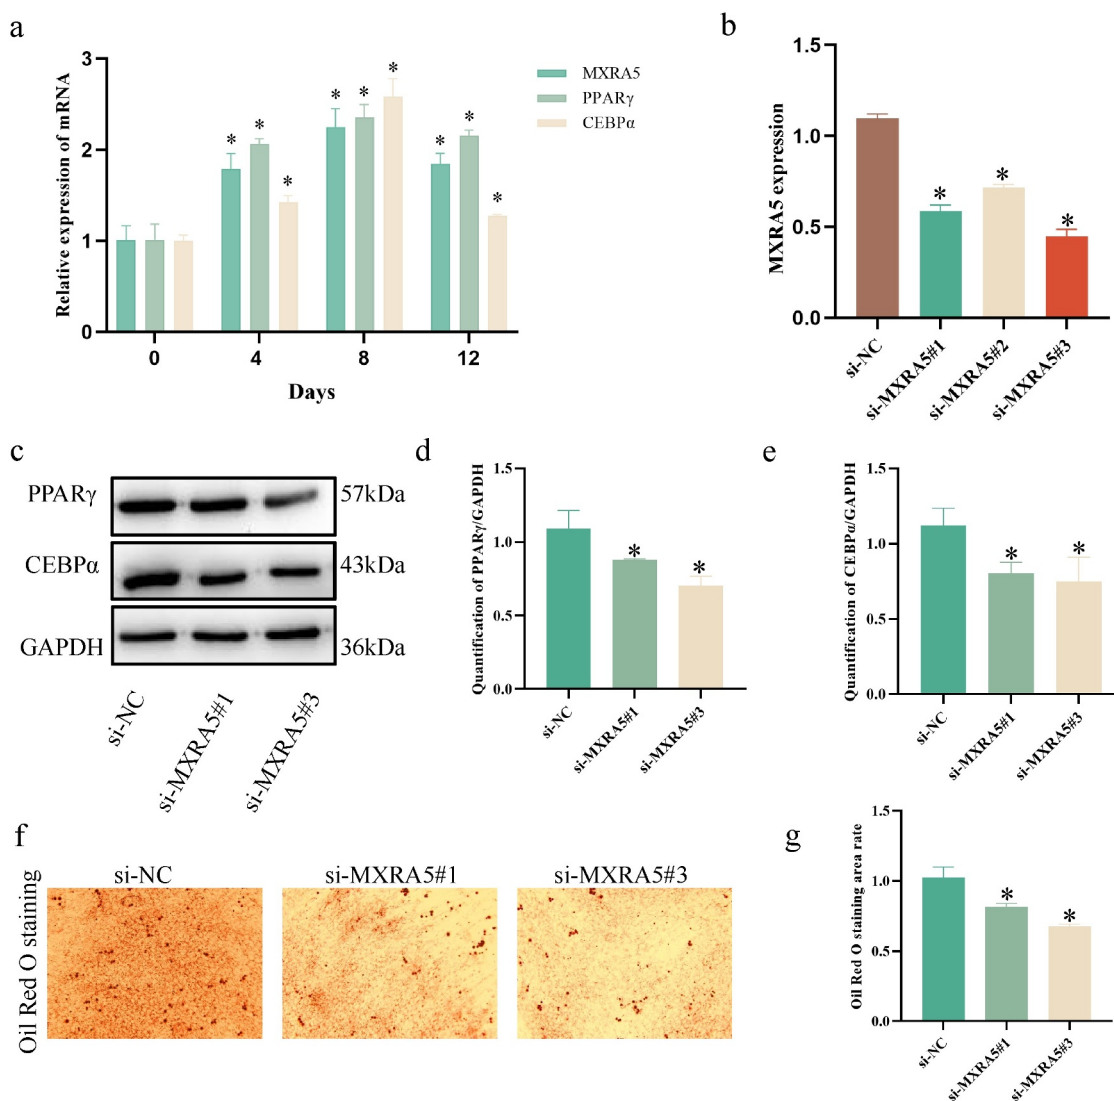 a
Relative expression of mRNA
3
2
1
0
*
*
*
*
*
*
*
*
*
0
4
8
12
Days
MXRA5
PPARγ
CEBPα
b
MXRA5 expression
1.5
1.0
0.5
0.0
*
*
*
si-NC
si-MXRA5#1
si-MXRA5#2
si-MXRA5#3
c
PPARγ
57kDa
CEBPα
43kDa
GAPDH
36kDa
si-NC
si-MXRA5#1
si-MXRA5#3
d
Quantification of PPARγ/GAPDH
1.5
1.0
0.5
0.0
*
*
si-NC
si-MXRA5#1
si-MXRA5#3
e
Quantification of CEBPα/GAPDH
1.5
1.0
0.5
0.0
*
*
si-NC
si-MXRA5#1
si-MXRA5#3
f
Oil Red O staining
si-NC
si-MXRA5#1
si-MXRA5#3
g
Oil Red O staining area rate
1.5
1.0
0.5
0.0
*
*
si-NC
si-MXRA5#1
si-MXRA5#3